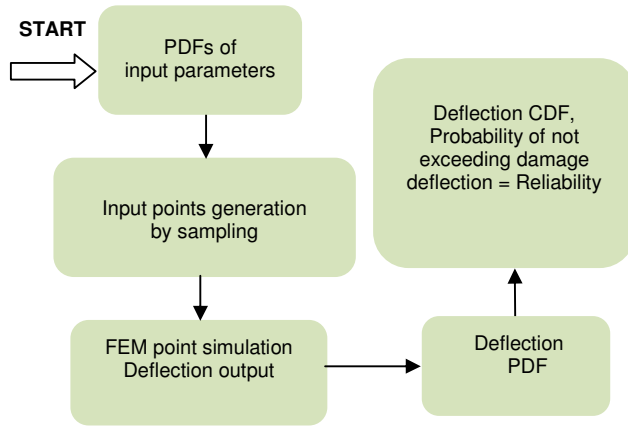 START
PDFs of
input parameters
Input points generation
by sampling
FEM point simulation
Deflection output
Deflection
PDF
Deflection CDF,
Probability of not
exceeding damage
deflection = Reliability